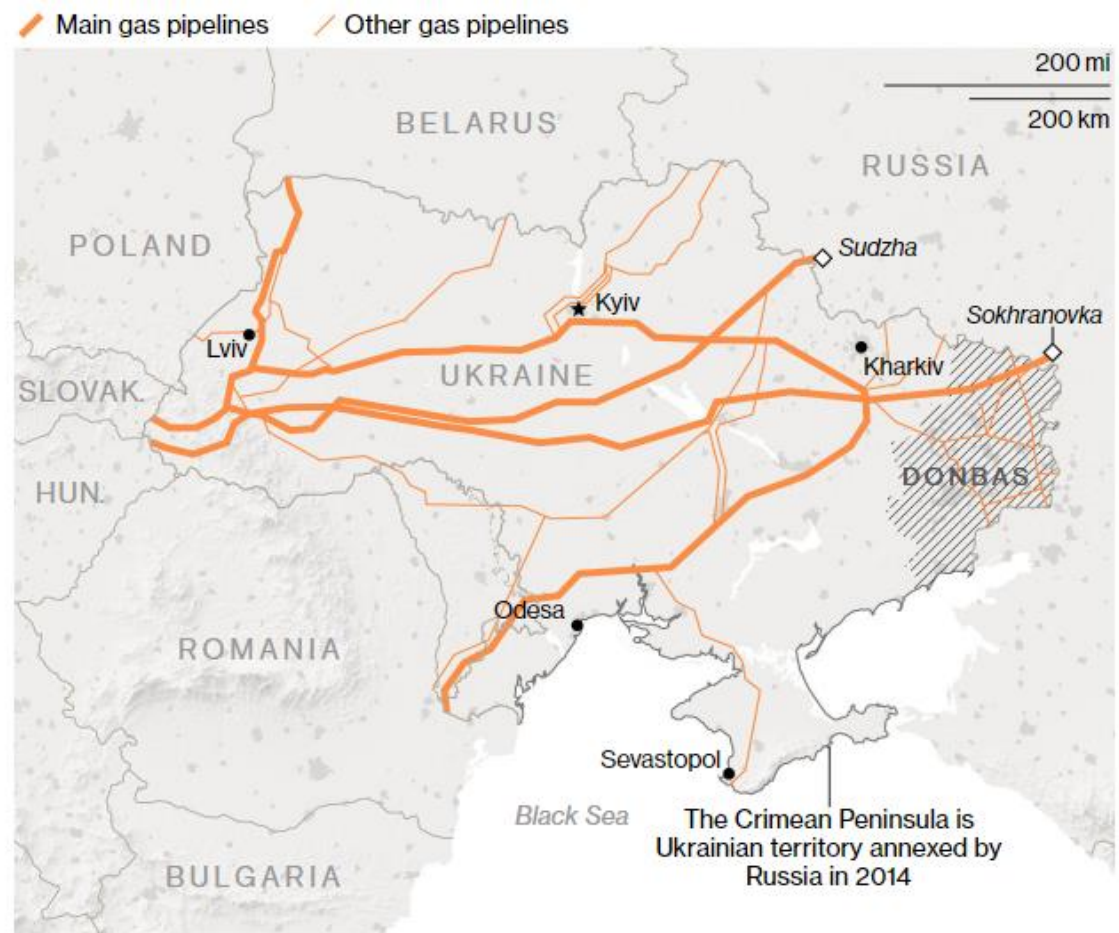 Main gas pipelines
Other gas pipelines
200 mi
200 km
BELARUS
RUSSIA
POLAND
Sudzha
Kyiv
Sokhranovka
Lviv
Kharkiv
UKRAINE
SLOVAK.
HUN.
DONBAS
Odesa
ROMANIA
Sevastopol
Black Sea
The Crimean Peninsula is
Ukrainian territory annexed by
Russia in 2014
BULGARIA